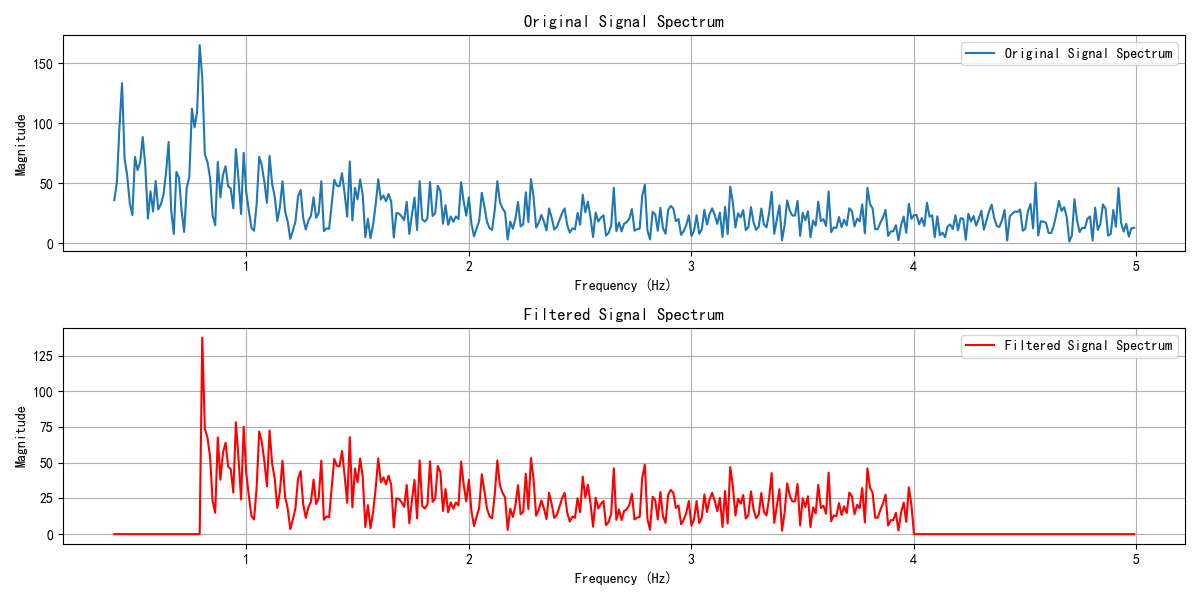 Original Signal Spectrum
Original Signal Spectrum
150
100
50
0
Magnitude
1 2 3 4 5
Frequency (Hz)
Filtered Signal Spectrum
Filtered Signal Spectrum
125
100
75
50
25
0
Magnitude
1 2 3 4 5
Frequency (Hz)